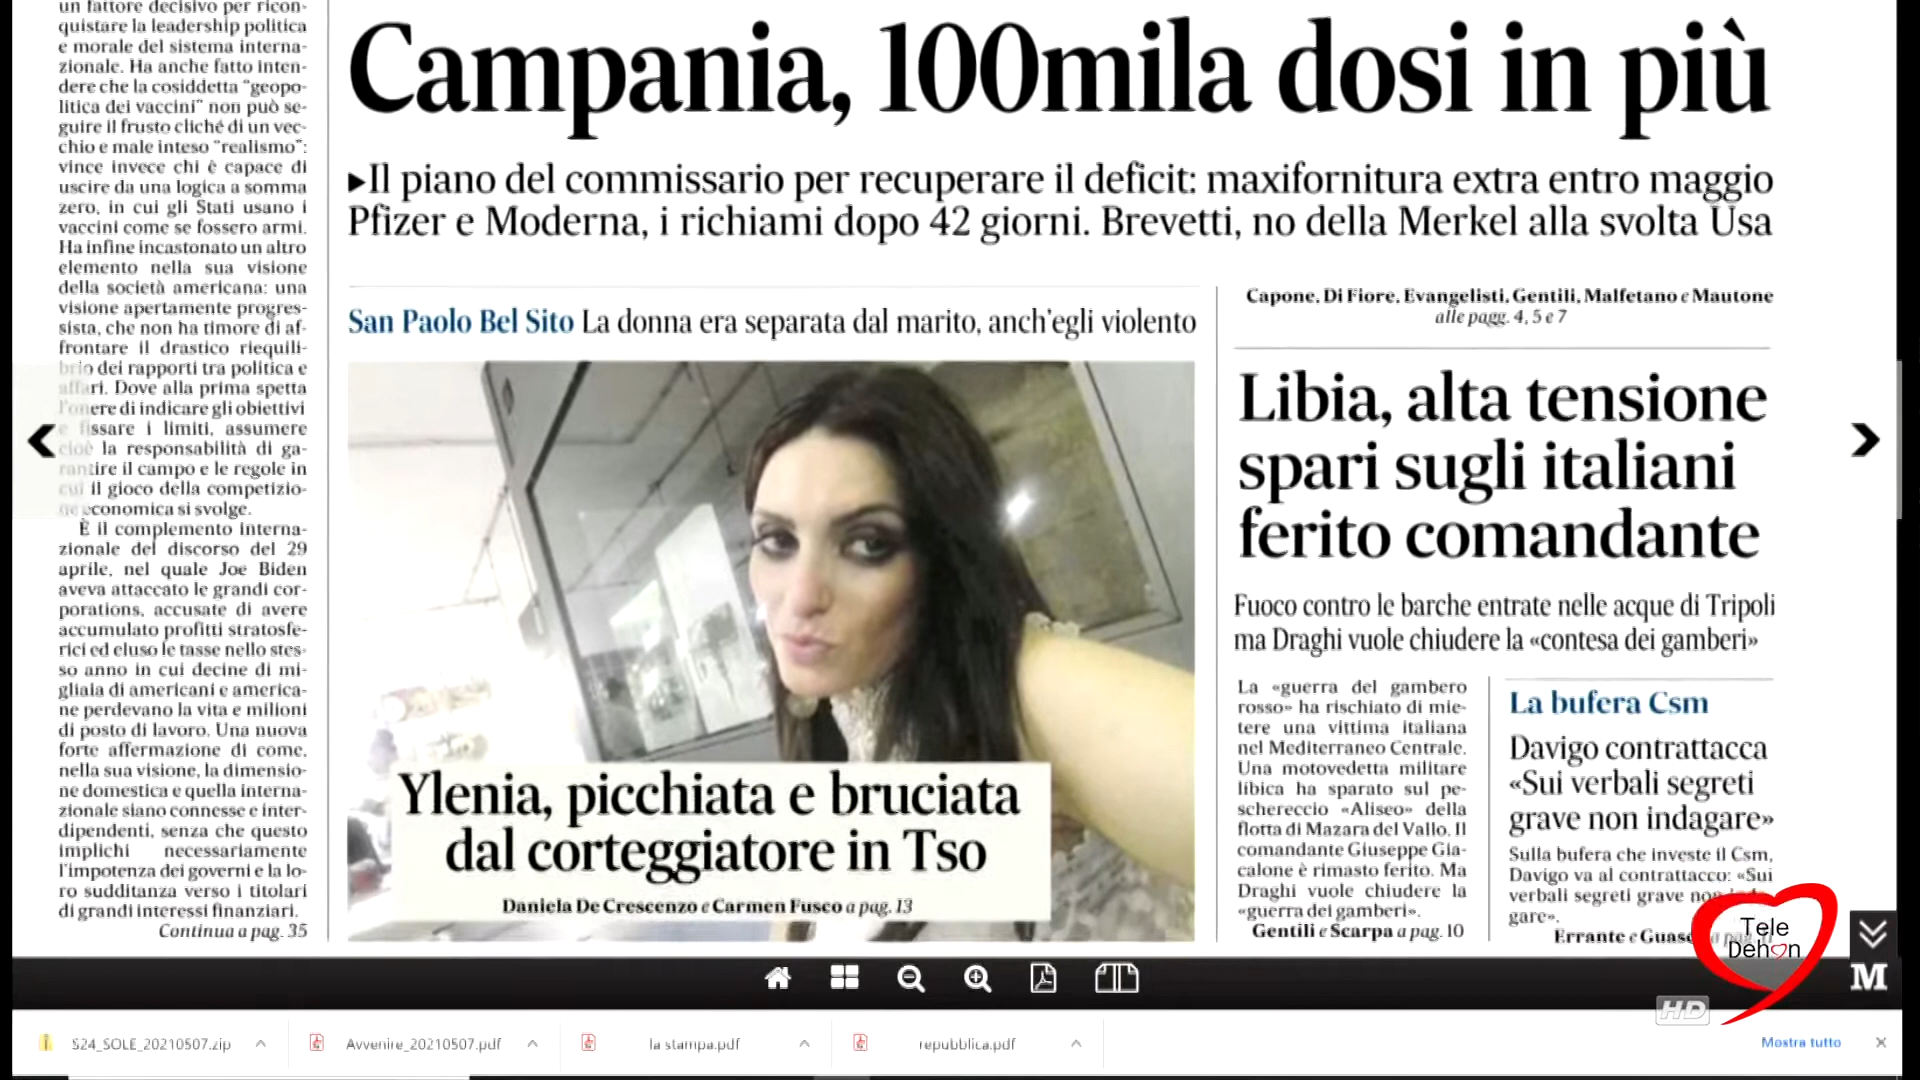 un fattore decisivo per ricon-
quistare la leadership politica
e morale del sistema interna-
zionale. Ha anche fatto inten-
dere che la cosiddetta "geopo-
litica dei vaccini" non può se-
guire il frusto cliché di un vec-
chio e male inteso "realismo":
vince invece chi è capace di
uscire da una logica a somma
zero, in cui gli Stati usano i
vaccini come se fossero armi.
Ha infine incastonato un altro
elemento nella sua visione
della società americana: una
visione apertamente progres-
sista, che non ha timore di af-
frontare il drastico riequili-
brio dei rapporti tra politica e
affari. Dove alla prima spetta
l'onere di indicare gli obiettivi
e fissare i limiti, assumere
cioè la responsabilità di ga-
rantire il campo e le regole in
cui il gioco della competizio-
ne economica si svolge.
È il complemento interna-
zionale del discorso del 29
aprile, nel quale Joe Biden
aveva attaccato le grandi cor-
porations, accusate di avere
accumulato profitti stratosfe-
rici ed eluso le tasse nello stes-
so anno in cui decine di mi-
gliaia di americani e america-
ne perdevano la vita e milioni
di posto di lavoro. Una nuova
forte affermazione di come,
nella sua visione, la dimensio-
ne domestica e quella interna-
zionale siano connesse e inter-
dipendenti, senza che questo
implichi necessariamente
l'impotenza dei governi e la lo-
ro sudditanza verso i titolari
di grandi interessi finanziari.
Continua a pag. 35
Campania, 100mila dosi in più
►Il piano del commissario per recuperare il deficit: maxifornitura extra entro maggio
Pfizer e Moderna, i richiami dopo 42 giorni. Brevetti, no della Merkel alla svolta Usa
San Paolo Bel Sito La donna era separata dal marito, anch'egli violento
Ylenia, picchiata e bruciata
dal corteggiatore in Tso
Daniela De Crescenzo e Carmen Fusco a pag. 13
Capone, Di Fiore, Evangelisti, Gentili, Malfetano e Mautone
alle pagg. 4, 5 e 7
Libia, alta tensione
spari sugli italiani
ferito comandante
Fuoco contro le barche entrate nelle acque di Tripoli
ma Draghi vuole chiudere la «contesa dei gamberi»
La «guerra del gambero
rosso» ha rischiato di mie-
tere una vittima italiana
nel Mediterraneo Centrale.
Una motovedetta militare
libica ha sparato sul pe-
schereccio «Aliseo» della
flotta di Mazara del Vallo. Il
comandante Giuseppe Gia-
calone è rimasto ferito. Ma
Draghi vuole chiudere la
«guerra dei gamberi».
Gentili e Scarpa a pag. 10
La bufera Csm
Davigo contrattacca
«Sui verbali segreti
grave non indagare»
Sulla bufera che investe il Csm,
Davigo va al contrattacco: «Sui
verbali segreti grave non
gare».
Errante e
Tele
Dehon
HD
M
S24_SOLE_20210507.zip
Avvenire_20210507.pdf
la stampa.pdf
repubblica.pdf
Mostra tutto